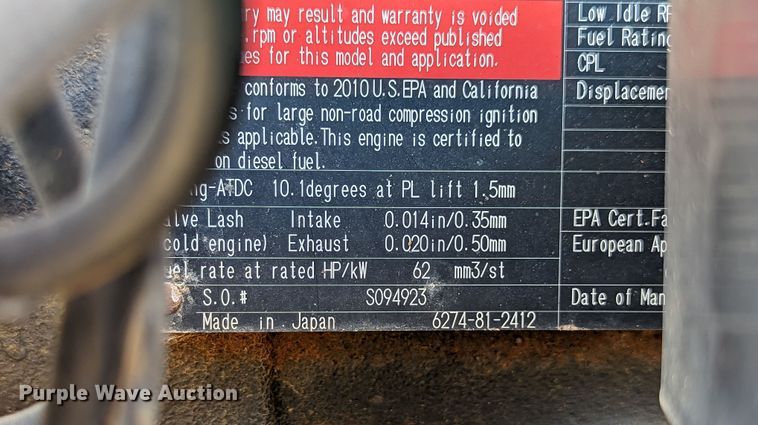 ry may result and warranty is voided
rpm or altitudes exceed published
es for this model and application.
conforms to 2010 U.S.EPA and California
s for large non-road compression ignition
s applicable.This engine is certified to
on diesel fuel.
ng-ATDC 10.1degrees at PL lift 1.5mm
alve Lash Intake 0.014in/0.35mm
(cold engine) Exhaust 0.020in/0.50mm
uel rate at rated HP/kW 62 mm3/st
S.O.# S094923
Made in Japan 6274-81-2412
Low Idle R
Fuel Rating
CPL
Displacemen
EPA Cert.Fa
European Ap
Date of Man
Purple Wave Auction